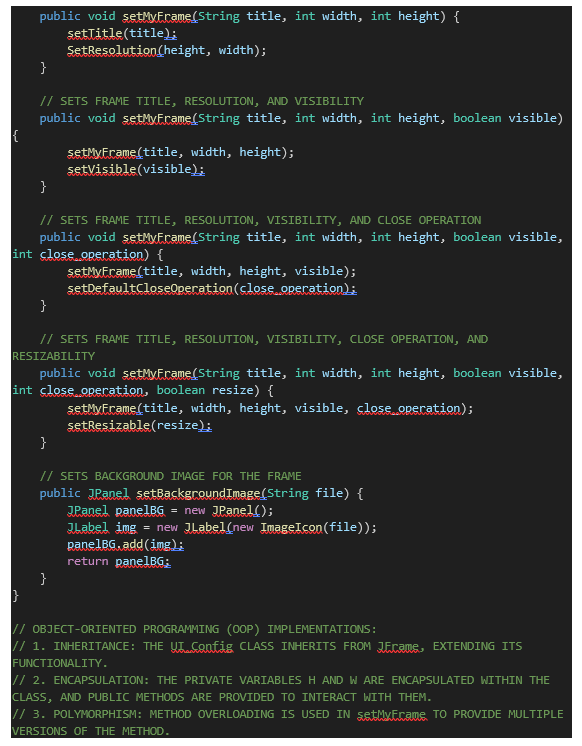 public void setMyFrame(String title, int width, int height) {
setTitle(title);
SetResolution(height, width);
}
// SETS FRAME TITLE, RESOLUTION, AND VISIBILITY
public void setMyFrame(String title, int width, int height, boolean visible)
{
setMyFrame(title, width, height);
setVisible(visible);
}
// SETS FRAME TITLE, RESOLUTION, VISIBILITY, AND CLOSE OPERATION
public void setMyFrame(String title, int width, int height, boolean visible,
int close_operation) {
setMyFrame(title, width, height, visible);
setDefaultCloseOperation(close_operation);
}
// SETS FRAME TITLE, RESOLUTION, VISIBILITY, CLOSE OPERATION, AND
RESIZABILITY
public void setMyFrame(String title, int width, int height, boolean visible,
int close_operation, boolean resize) {
setMyFrame(title, width, height, visible, close_operation);
setResizable(resize);
}
// SETS BACKGROUND IMAGE FOR THE FRAME
public JPanel setBackgroundImage(String file) {
JPanel panelBG = new JPanel();
JLabel img = new JLabel(new ImageIcon(file));
panelBG.add(img);
return panelBG;
}
}
// OBJECT-ORIENTED PROGRAMMING (OOP) IMPLEMENTATIONS:
// 1. INHERITANCE: THE UI_Config CLASS INHERITS FROM JFrame, EXTENDING ITS
FUNCTIONALITY.
// 2. ENCAPSULATION: THE PRIVATE VARIABLES H AND W ARE ENCAPSULATED WITHIN THE
CLASS, AND PUBLIC METHODS ARE PROVIDED TO INTERACT WITH THEM.
// 3. POLYMORPHISM: METHOD OVERLOADING IS USED IN setMyFrame TO PROVIDE MULTIPLE
VERSIONS OF THE METHOD.